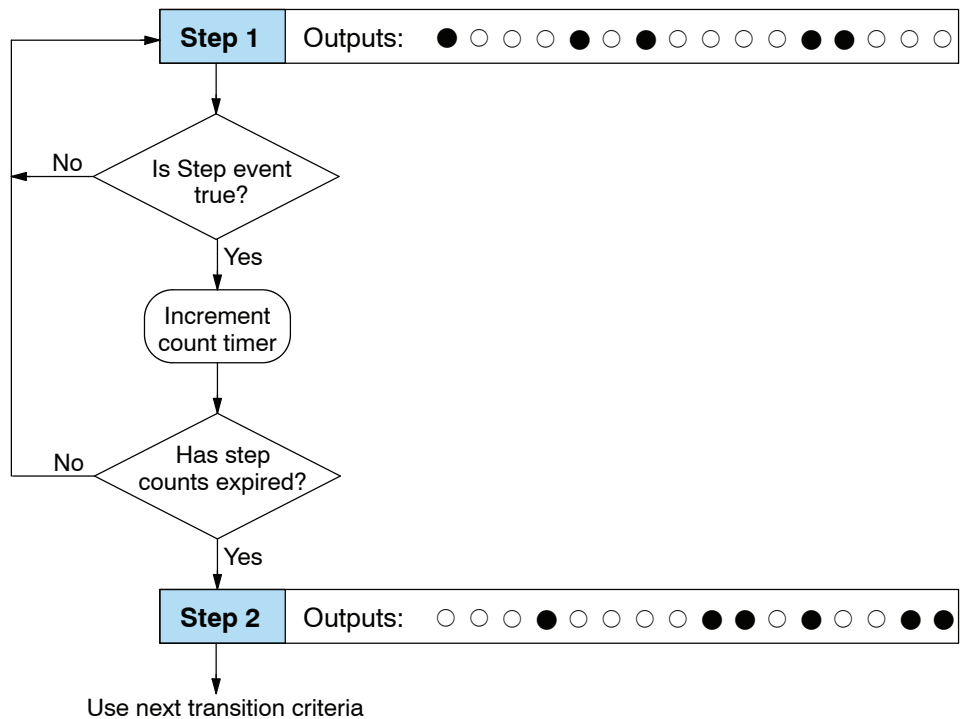 Step 1 Outputs:
No
Is Step event
true?
Yes
Increment
count timer
No
Has step
counts expired?
Yes
Step 2 Outputs:
Use next transition criteria